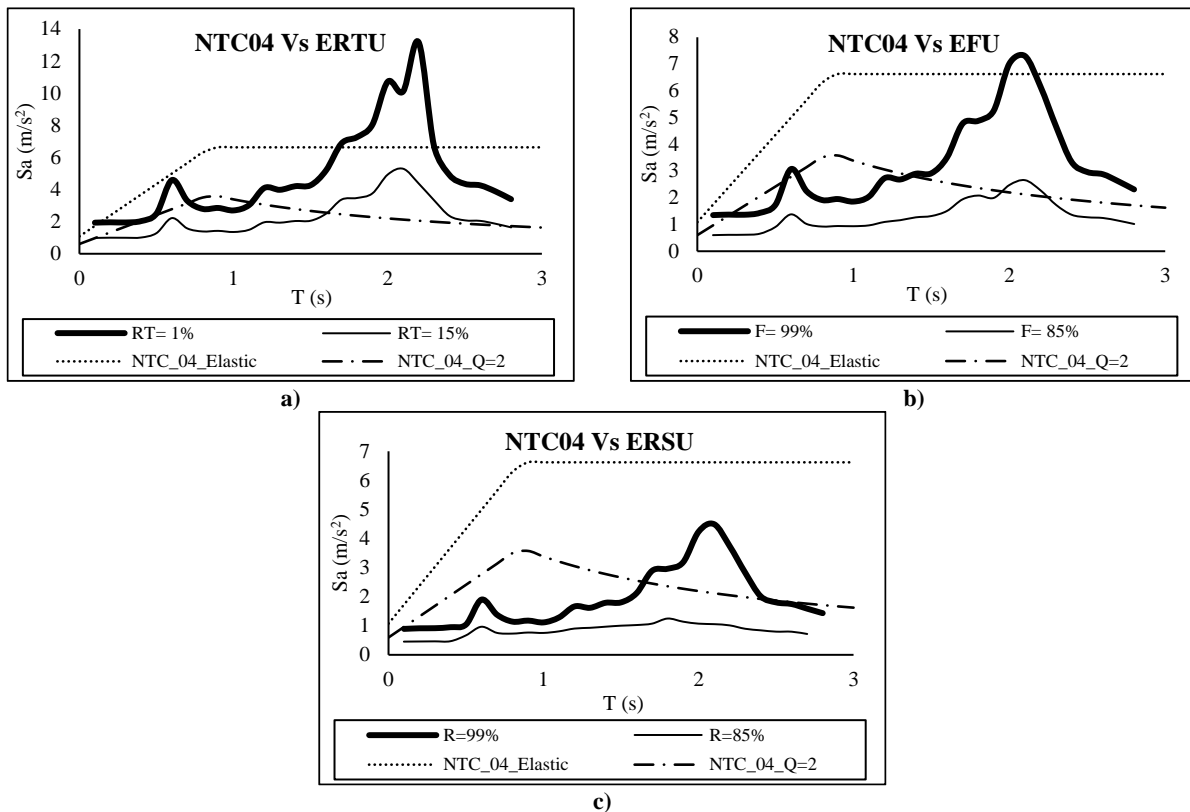 NTC04 Vs ERTU
14
12
10
8
6
4
2
0
Sa (m/s²)
0 1 2 3
T (s)
RT= 1% RT= 15%
NTC_04_Elastic NTC_04_Q=2
a)
NTC04 Vs EFU
8
7
6
5
4
3
2
1
0
Sa (m/s²)
0 1 2 3
T (s)
F= 99% F= 85%
NTC_04_Elastic NTC_04_Q=2
b)
NTC04 Vs ERSU
7
6
5
4
3
2
1
0
Sa (m/s²)
0 1 2 3
T (s)
R=99% R=85%
NTC_04_Elastic NTC_04_Q=2
c)